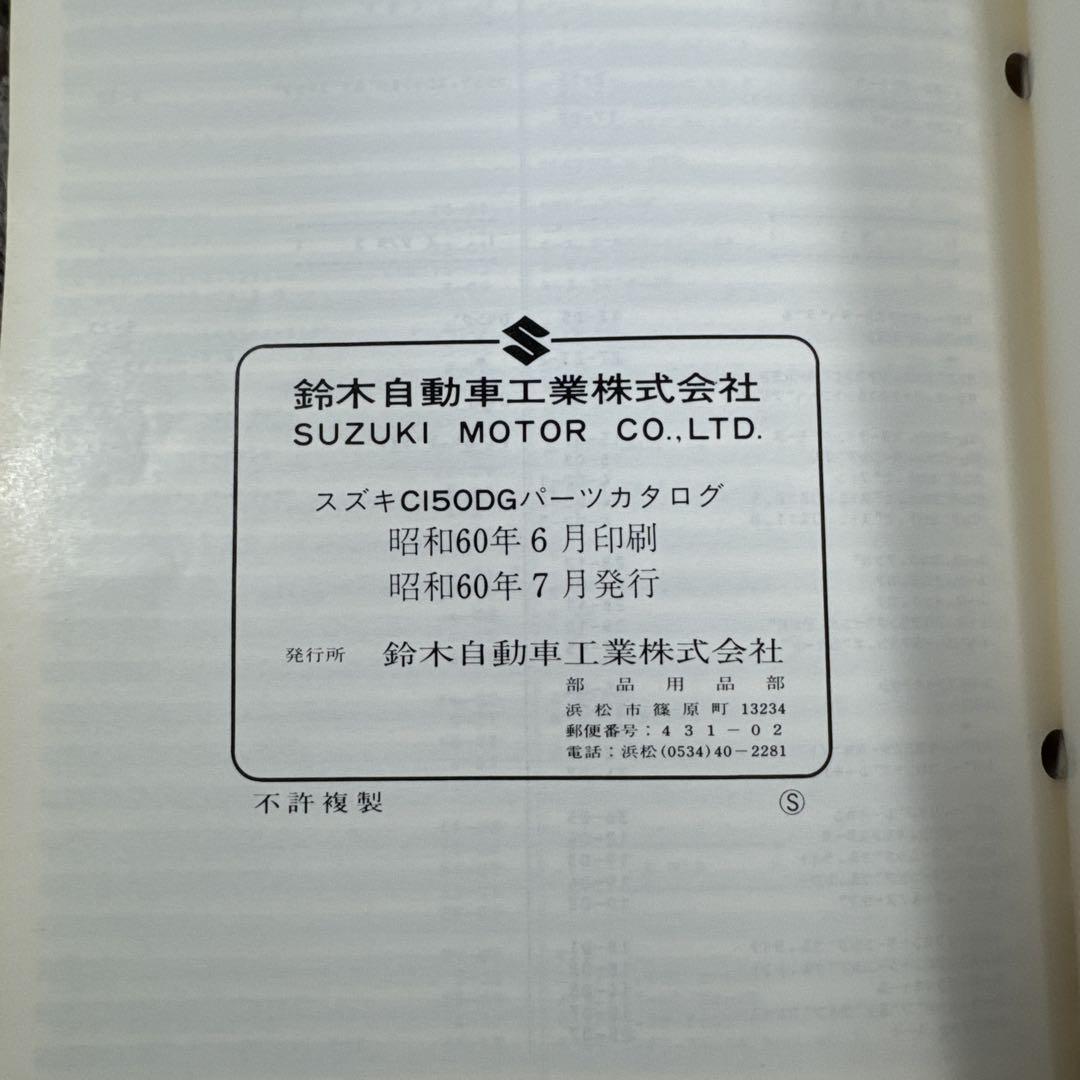 鈴木自動車工業株式会社
SUZUKI MOTOR CO.,LTD.
スズキCI50DGパーツカタログ
昭和60年6月印刷
昭和60年7月発行
発行所 鈴木自動車工業株式会社
部品用品部
浜松市篠原町13234
郵便番号:431-02
電話:浜松(0534)40-2281
不許複製 Ⓢ